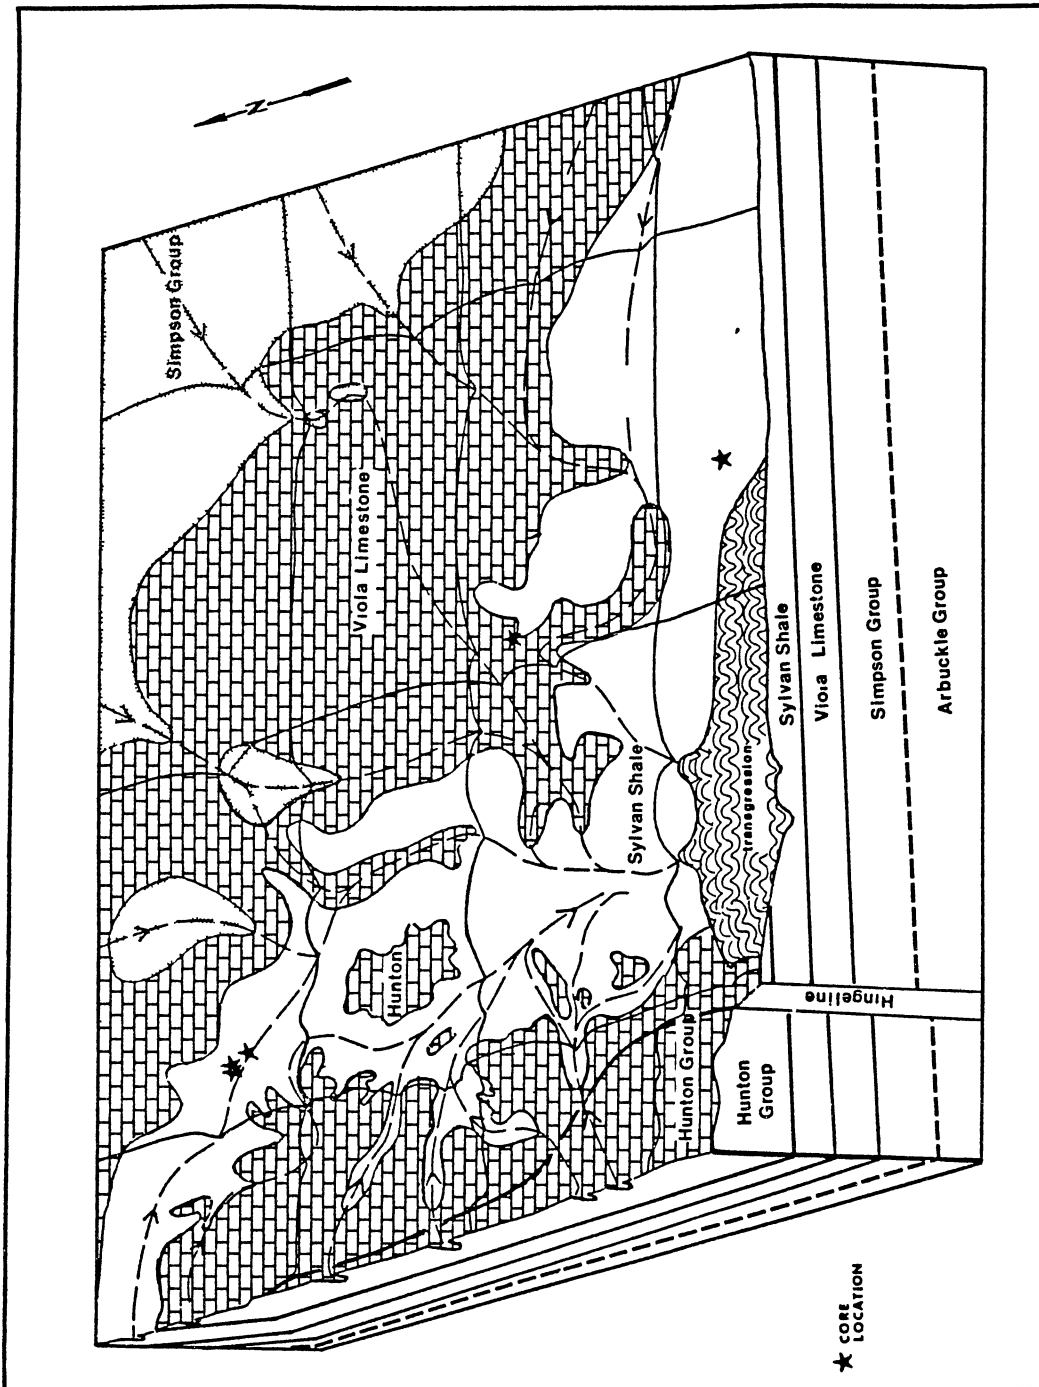 N
Simpson Group
Viola Limestone
Hunton
Sylvan Shale
transgression
Hunton Group
Hunton
Group
Hingeline
Sylvan Shale
Viola Limestone
Simpson Group
Arbuckle Group
CORE
LOCATION